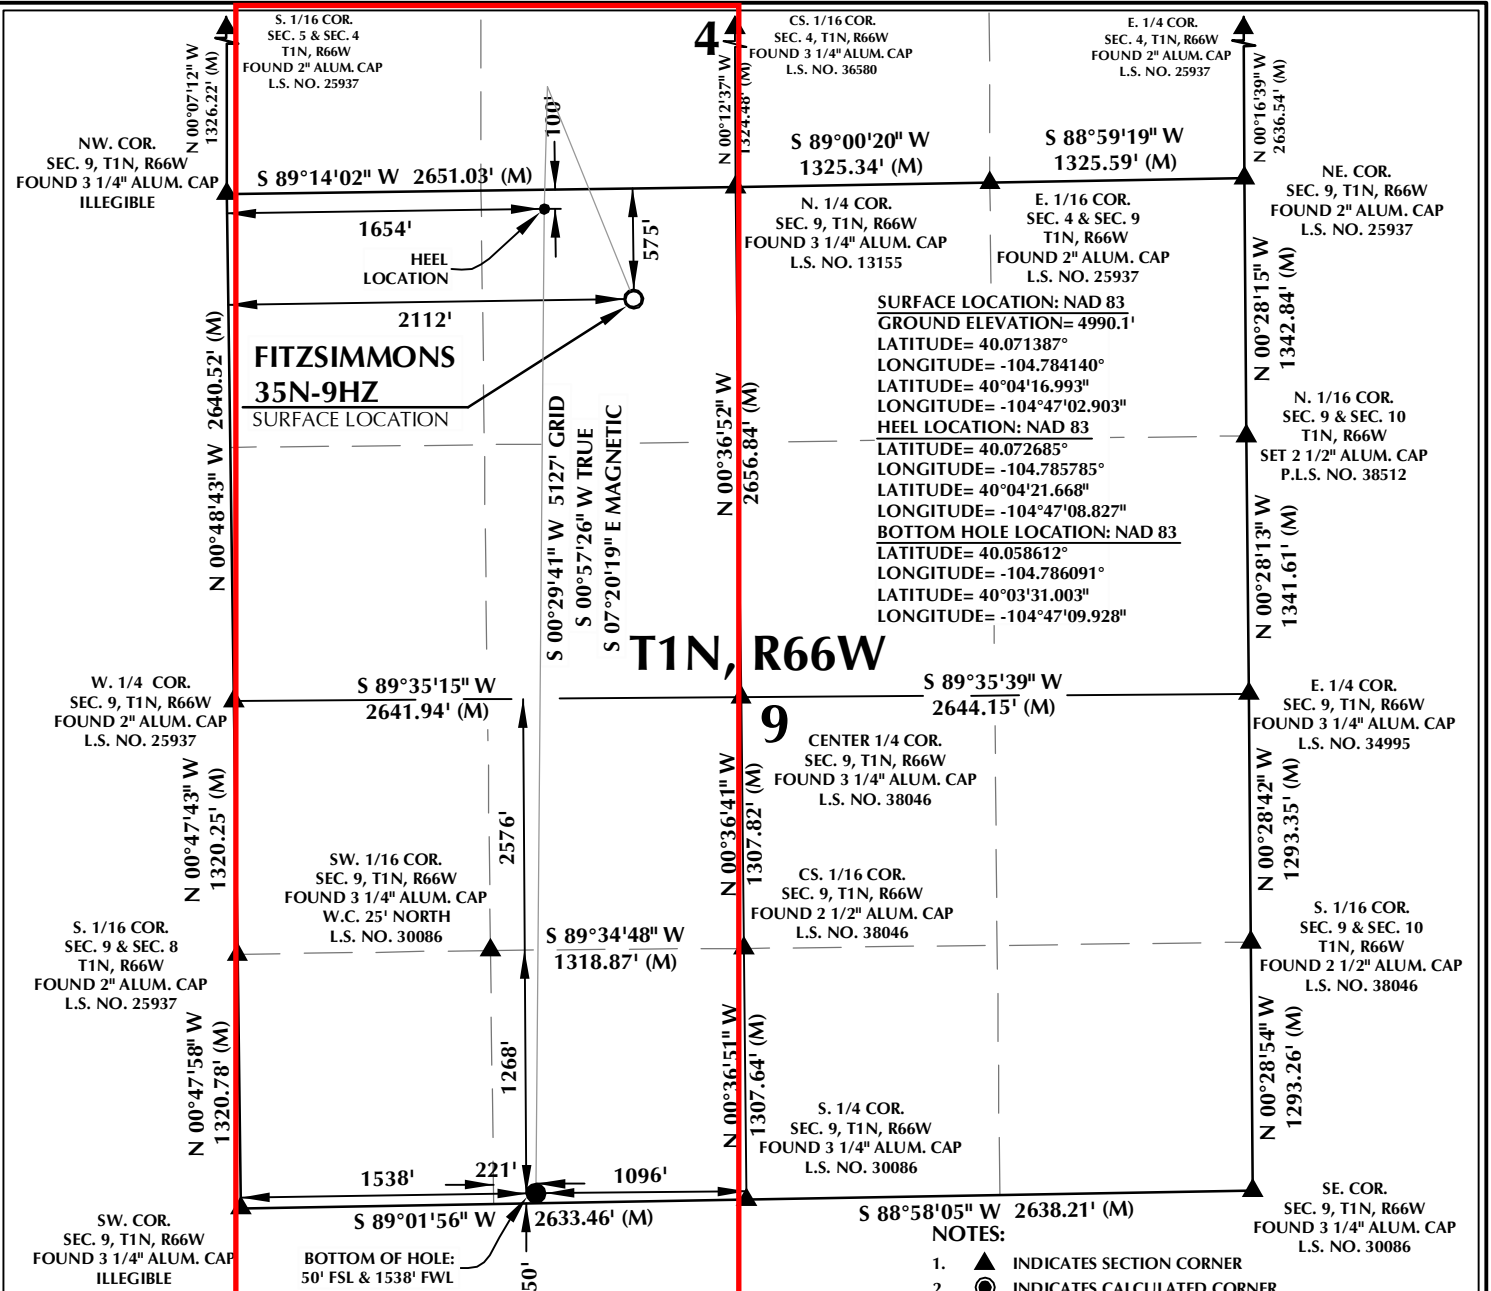 S. 1/16 COR.
SEC. 5 & SEC. 4
T1N, R66W
FOUND 2" ALUM. CAP
L.S. NO. 25937
4
CS. 1/16 COR.
SEC. 4, T1N, R66W
FOUND 3 1/4" ALUM. CAP
L.S. NO. 36580
E. 1/4 COR.
SEC. 4, T1N, R66W
FOUND 2" ALUM. CAP
L.S. NO. 25937
N 00°07'12" W
1326.22' (M)
100'
N 00°12'37" W
1324.48' (M)
N 00°16'39" W
2636.54' (M)
NW. COR.
SEC. 9, T1N, R66W
FOUND 3 1/4" ALUM. CAP
ILLEGIBLE
S 89°14'02" W 2651.03' (M)
S 89°00'20" W
1325.34' (M)
S 88°59'19" W
1325.59' (M)
NE. COR.
SEC. 9, T1N, R66W
FOUND 2" ALUM. CAP
L.S. NO. 25937
1654'
HEEL
LOCATION
575'
N. 1/4 COR.
SEC. 9, T1N, R66W
FOUND 3 1/4" ALUM. CAP
L.S. NO. 13155
E. 1/16 COR.
SEC. 4 & SEC. 9
T1N, R66W
FOUND 2" ALUM. CAP
L.S. NO. 25937
2112'
FITZSIMMONS
35N-9HZ
SURFACE LOCATION
N 00°48'43" W 2640.52' (M)
S 00°29'41" W 5127' GRID
S 00°57'26" W TRUE
S 07°20'19" E MAGNETIC
N 00°36'52" W
2656.84' (M)
SURFACE LOCATION: NAD 83
GROUND ELEVATION= 4990.1'
LATITUDE= 40.071387°
LONGITUDE= -104.784140°
LATITUDE= 40°04'16.993"
LONGITUDE= -104°47'02.903"
HEEL LOCATION: NAD 83
LATITUDE= 40.072685°
LONGITUDE= -104.785785°
LATITUDE= 40°04'21.668"
LONGITUDE= -104°47'08.827"
BOTTOM HOLE LOCATION: NAD 83
LATITUDE= 40.058612°
LONGITUDE= -104.786091°
LATITUDE= 40°03'31.003"
LONGITUDE= -104°47'09.928"
N 00°28'15" W
1342.84' (M)
N. 1/16 COR.
SEC. 9 & SEC. 10
T1N, R66W
SET 2 1/2" ALUM. CAP
P.L.S. NO. 38512
N 00°28'13" W
1341.61' (M)
T1N, R66W
W. 1/4 COR.
SEC. 9, T1N, R66W
FOUND 2" ALUM. CAP
L.S. NO. 25937
S 89°35'15" W
2641.94' (M)
S 89°35'39" W
2644.15' (M)
E. 1/4 COR.
SEC. 9, T1N, R66W
FOUND 3 1/4" ALUM. CAP
L.S. NO. 34995
9
CENTER 1/4 COR.
SEC. 9, T1N, R66W
FOUND 3 1/4" ALUM. CAP
L.S. NO. 38046
N 00°47'43" W
1320.25' (M)
2576'
N 00°36'41" W
1307.82' (M)
N 00°28'42" W
1293.35' (M)
SW. 1/16 COR.
SEC. 9, T1N, R66W
FOUND 3 1/4" ALUM. CAP
W.C. 25' NORTH
L.S. NO. 30086
CS. 1/16 COR.
SEC. 9, T1N, R66W
FOUND 2 1/2" ALUM. CAP
L.S. NO. 38046
S. 1/16 COR.
SEC. 9 & SEC. 8
T1N, R66W
FOUND 2" ALUM. CAP
L.S. NO. 25937
S 89°34'48" W
1318.87' (M)
S. 1/16 COR.
SEC. 9 & SEC. 10
T1N, R66W
FOUND 2 1/2" ALUM. CAP
L.S. NO. 38046
N 00°47'58" W
1320.78' (M)
1268'
N 00°36'51" W
1307.64' (M)
N 00°28'54" W
1293.26' (M)
S. 1/4 COR.
SEC. 9, T1N, R66W
FOUND 3 1/4" ALUM. CAP
L.S. NO. 30086
1538'
221'
1096'
SW. COR.
SEC. 9, T1N, R66W
FOUND 3 1/4" ALUM. CAP
ILLEGIBLE
S 89°01'56" W 2633.46' (M)
S 88°58'05" W 2638.21' (M)
SE. COR.
SEC. 9, T1N, R66W
FOUND 3 1/4" ALUM. CAP
L.S. NO. 30086
BOTTOM OF HOLE:
50' FSL & 1538' FWL
50'
NOTES:
1. INDICATES SECTION CORNER
2. INDICATES CALCULATED CORNER